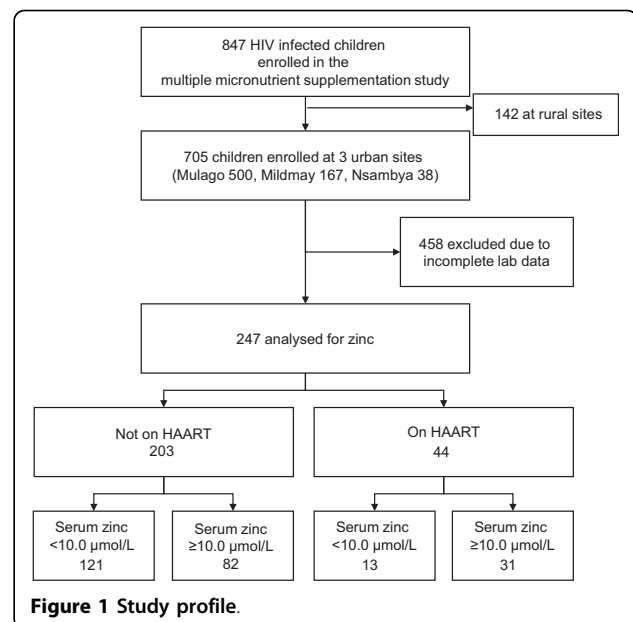 847 HIV infected children
enrolled in the
multiple micronutrient supplementation study
142 at rural sites
705 children enrolled at 3 urban sites
(Mulago 500, Mildmay 167, Nsambya 38)
458 excluded due to
incomplete lab data
247 analysed for zinc
Not on HAART
203
On HAART
44
Serum zinc
<10.0 µmol/L
121
Serum zinc
≥10.0 µmol/L
82
Serum zinc
<10.0 µmol/L
13
Serum zinc
≥10.0 µmol/L
31
Figure 1 Study profile.